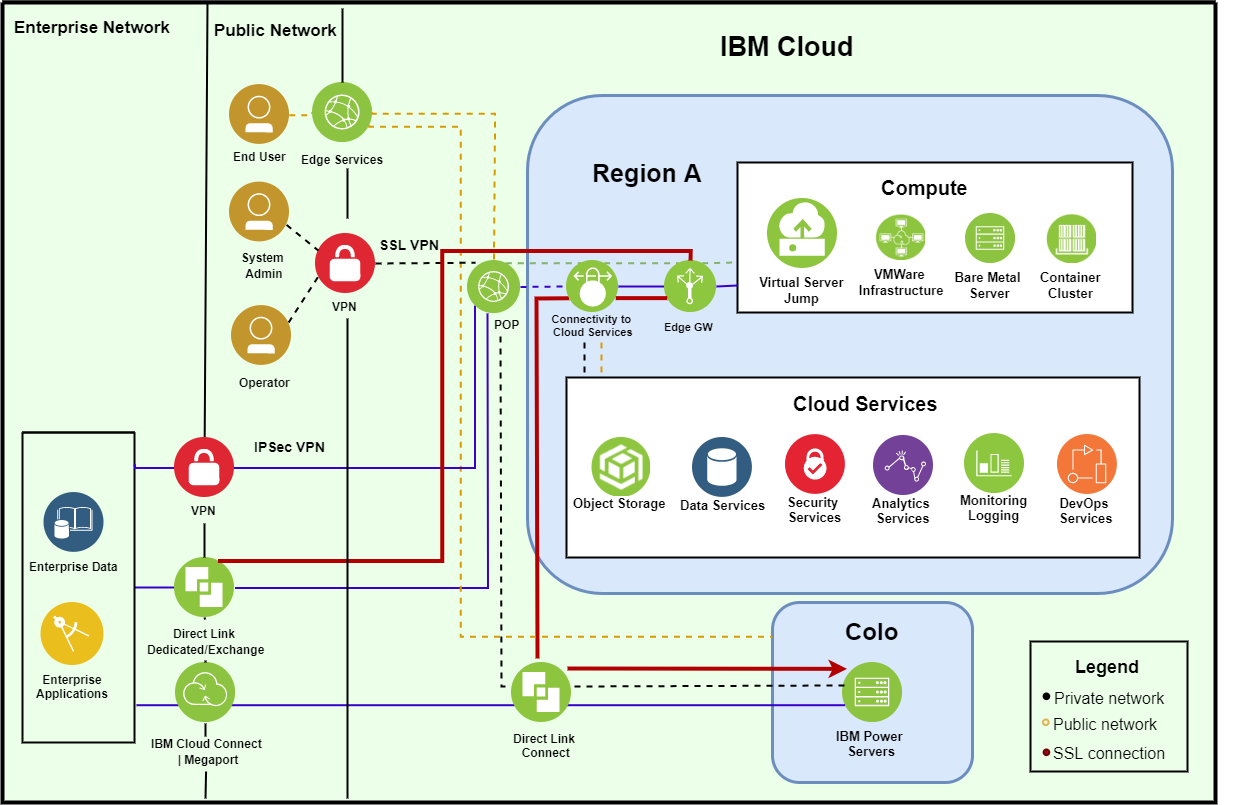 Enterprise Network
Public Network
IBM Cloud
End User
Edge Services
System
Admin
SSL VPN
VPN
Operator
Region A
Compute
Virtual Server
Jump
VMWare
Infrastructure
Bare Metal
Server
Container
Cluster
POP
Connectivity to
Cloud Services
Edge GW
Cloud Services
Object Storage
Data Services
Security
Services
Analytics
Services
Monitoring
Logging
DevOps
Services
IPSec VPN
VPN
Enterprise Data
Enterprise
Applications
Direct Link
Dedicated/Exchange
IBM Cloud Connect
| Megaport
Direct Link
Connect
Colo
IBM Power
Servers
Legend
Private network
Public network
SSL connection